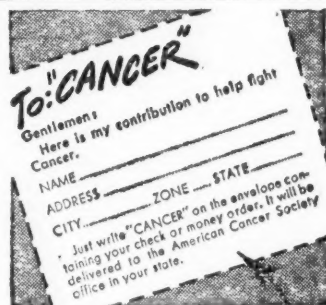 To: "CANCER"
Gentlemen:
Here is my contribution to help fight
Cancer.
NAME
ADDRESS
CITY ZONE STATE
Just write "CANCER" on the envelope con-
taining your check or money order. It will be
delivered to the American Cancer Society
office in your state.